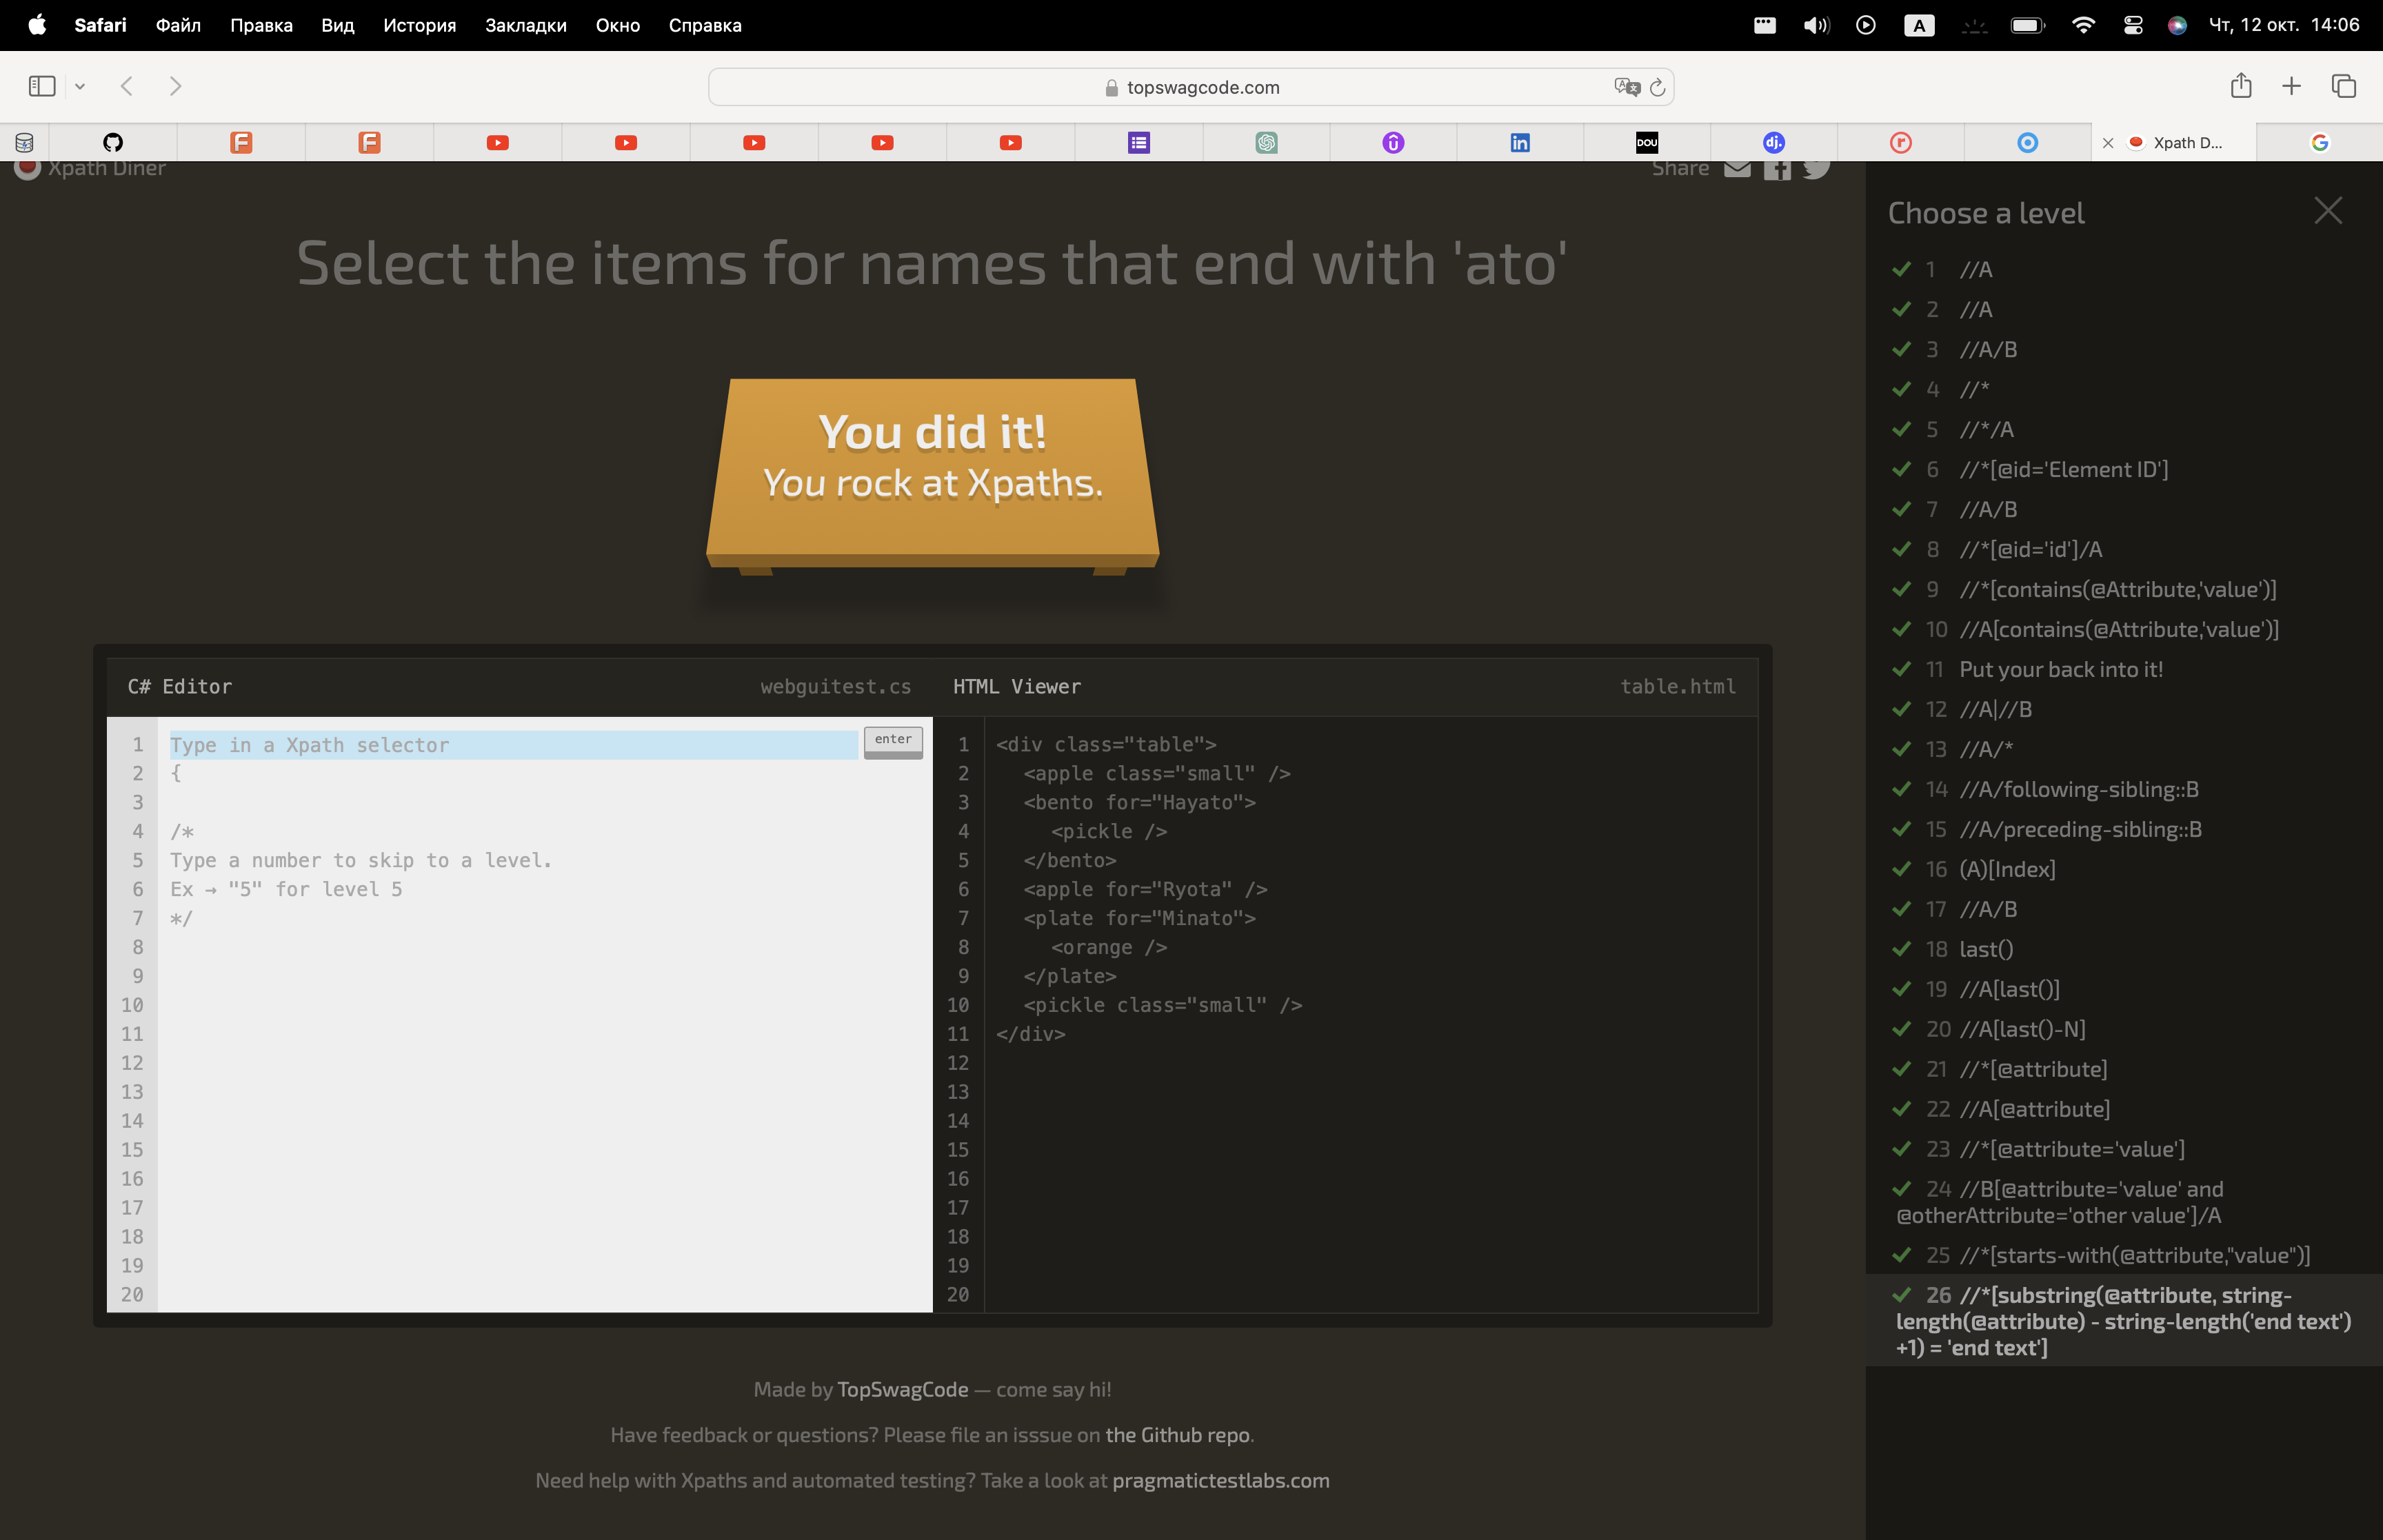 Safari Файл Правка Вид История Закладки Окно Справка A Чт, 12 окт. 14:06
topswagcode.com
DOU dj. Xpath D...
Xpath Diner Share
Select the items for names that end with 'ato'
You did it!
You rock at Xpaths.
C# Editor webguitest.cs
1 Type in a Xpath selector enter
2 {
3
4 /*
5 Type a number to skip to a level.
6 Ex → "5" for level 5
7 */
8
9
10
11
12
13
14
15
16
17
18
19
20
HTML Viewer table.html
1 <div class="table">
2 <apple class="small" />
3 <bento for="Hayato">
4 <pickle />
5 </bento>
6 <apple for="Ryota" />
7 <plate for="Minato">
8 <orange />
9 </plate>
10 <pickle class="small" />
11 </div>
12
13
14
15
16
17
18
19
20
Made by TopSwagCode — come say hi!
Have feedback or questions? Please file an isssue on the Github repo.
Need help with Xpaths and automated testing? Take a look at pragmatictestlabs.com
Choose a level
1 //A
2 //A
3 //A/B
4 //*
5 //*/A
6 //*[@id='Element ID']
7 //A/B
8 //*[@id='id']/A
9 //*[contains(@Attribute,'value')]
10 //A[contains(@Attribute,'value')]
11 Put your back into it!
12 //A|//B
13 //A/*
14 //A/following-sibling::B
15 //A/preceding-sibling::B
16 (A)[Index]
17 //A/B
18 last()
19 //A[last()]
20 //A[last()-N]
21 //*[@attribute]
22 //A[@attribute]
23 //*[@attribute='value']
24 //B[@attribute='value' and
@otherAttribute='other value']/A
25 //*[starts-with(@attribute,"value")]
26 //*[substring(@attribute, string-
length(@attribute) - string-length('end text')
+1) = 'end text']